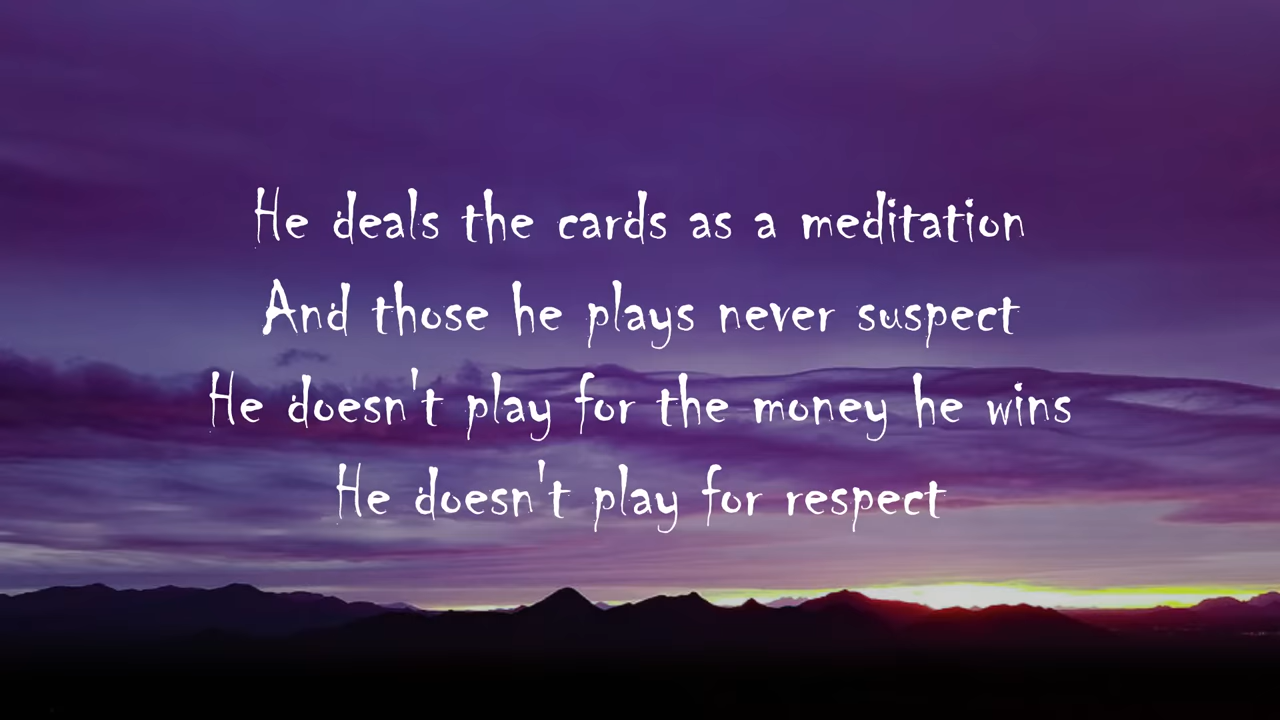 He deals the cards as a meditation
And those he plays never suspect
He doesn't play for the money he wins
He doesn't play for respect